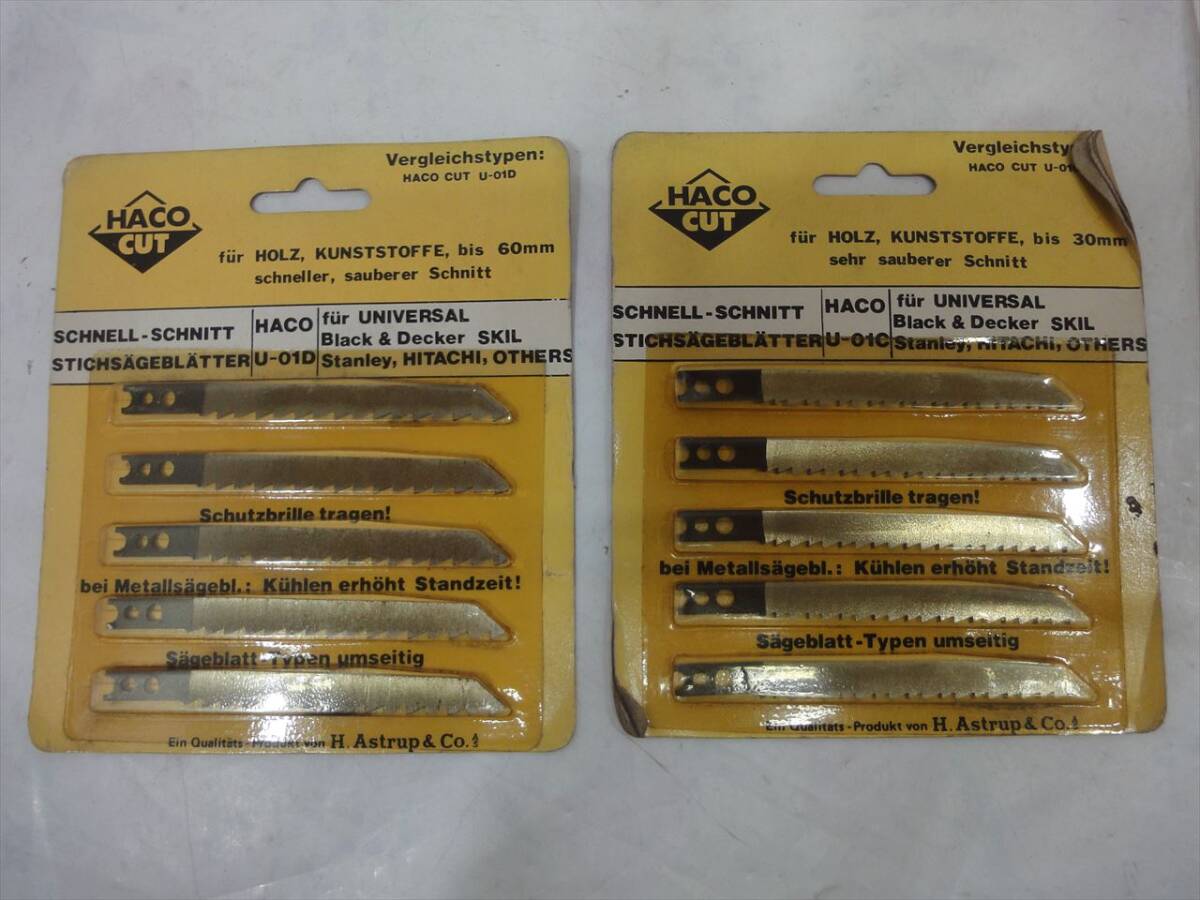 HACO
CUT
Vergleichstypen:
HACO CUT U-01D
für HOLZ, KUNSTSTOFFE, bis 60mm
schneller, sauberer Schnitt
SCHNELL-SCHNITT
STICHSÄGEBLÄTTER
HACO
U-01D
für UNIVERSAL
Black & Decker SKIL
Stanley, HITACHI, OTHERS
Schutzbrille tragen!
bei Metallsägebl.: Kühlen erhöht Standzeit!
Sägeblatt-Typen umseitig
Ein Qualitäts-Produkt von H. Astrup & Co.
HACO
CUT
HACO CUT
für HOLZ, KUNSTSTOFFE, bis 30mm
sehr sauberer Schnitt
SCHNELL-SCHNITT
STICHSÄGEBLÄTTER
HACO
U-01C
für UNIVERSAL
Black & Decker SKIL
Stanley, HITACHI, OTHERS
Schutzbrille tragen!
bei Metallsägebl.: Kühlen erhöht Standzeit!
Sägeblatt-Typen umseitig
Ein Qualitäts-Produkt von H. Astrup & Co.